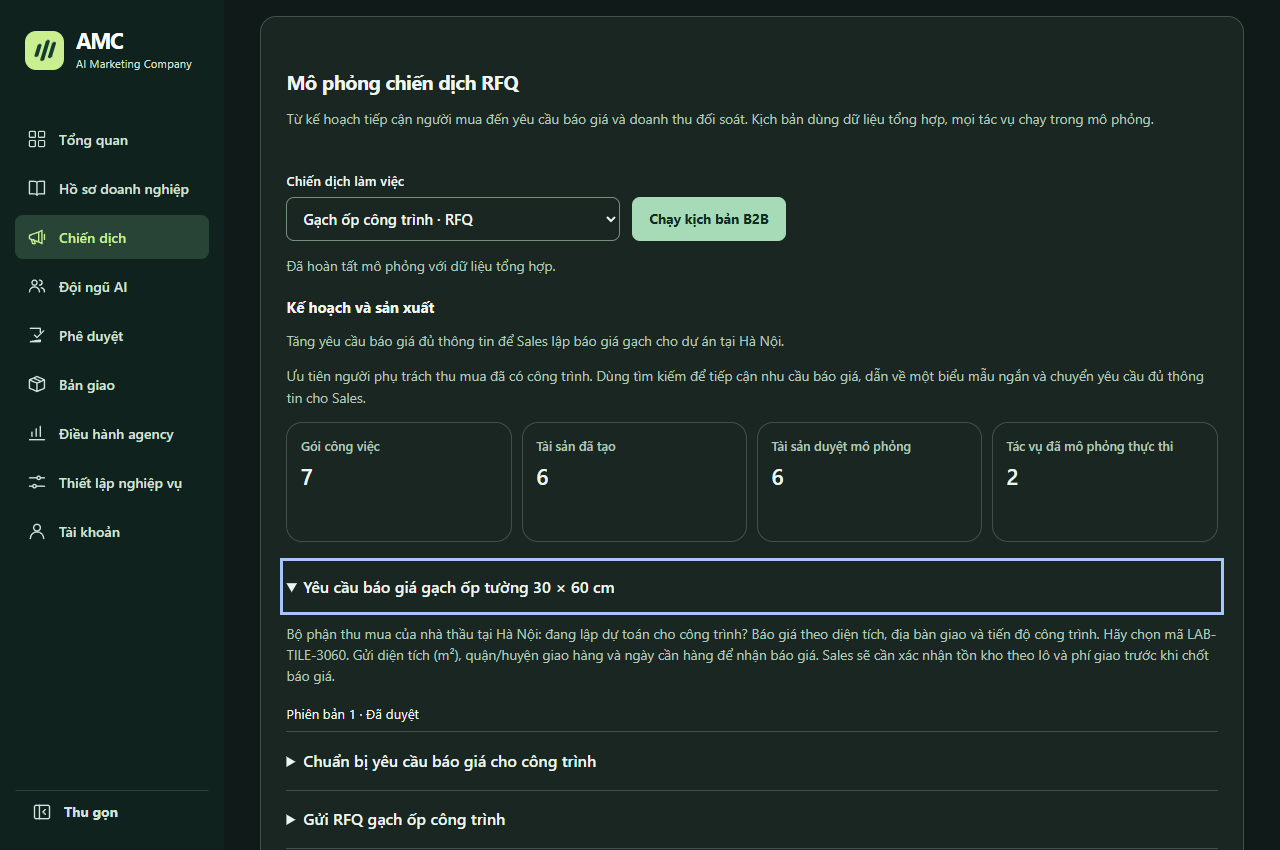 AMC
AI Marketing Company
Tổng quan
Hồ sơ doanh nghiệp
Chiến dịch
Đội ngũ AI
Phê duyệt
Bản giao
Điều hành agency
Thiết lập nghiệp vụ
Tài khoản
Thu gọn
Mô phỏng chiến dịch RFQ
Từ kế hoạch tiếp cận người mua đến yêu cầu báo giá và doanh thu đối soát. Kịch bản dùng dữ liệu tổng hợp, mọi tác vụ chạy trong mô phỏng.
Chiến dịch làm việc
Gạch ốp công trình · RFQ
Chạy kịch bản B2B
Đã hoàn tất mô phỏng với dữ liệu tổng hợp.
Kế hoạch và sản xuất
Tăng yêu cầu báo giá đủ thông tin để Sales lập báo giá gạch cho dự án tại Hà Nội.
Ưu tiên người phụ trách thu mua đã có công trình. Dùng tìm kiếm để tiếp cận nhu cầu báo giá, dẫn về một biểu mẫu ngắn và chuyển yêu cầu đủ thông
tin cho Sales.
Gói công việc
7
Tài sản đã tạo
6
Tài sản duyệt mô phỏng
6
Tác vụ đã mô phỏng thực thi
2
Yêu cầu báo giá gạch ốp tường 30 × 60 cm
Bộ phận thu mua của nhà thầu tại Hà Nội: đang lập dự toán cho công trình? Báo giá theo diện tích, địa bàn giao và tiến độ công trình. Hãy chọn mã LAB-
TILE-3060. Gửi diện tích (m²), quận/huyện giao hàng và ngày cần hàng để nhận báo giá. Sales sẽ cần xác nhận tồn kho theo lô và phí giao trước khi chốt
báo giá.
Phiên bản 1 · Đã duyệt
Chuẩn bị yêu cầu báo giá cho công trình
Gửi RFQ gạch ốp công trình